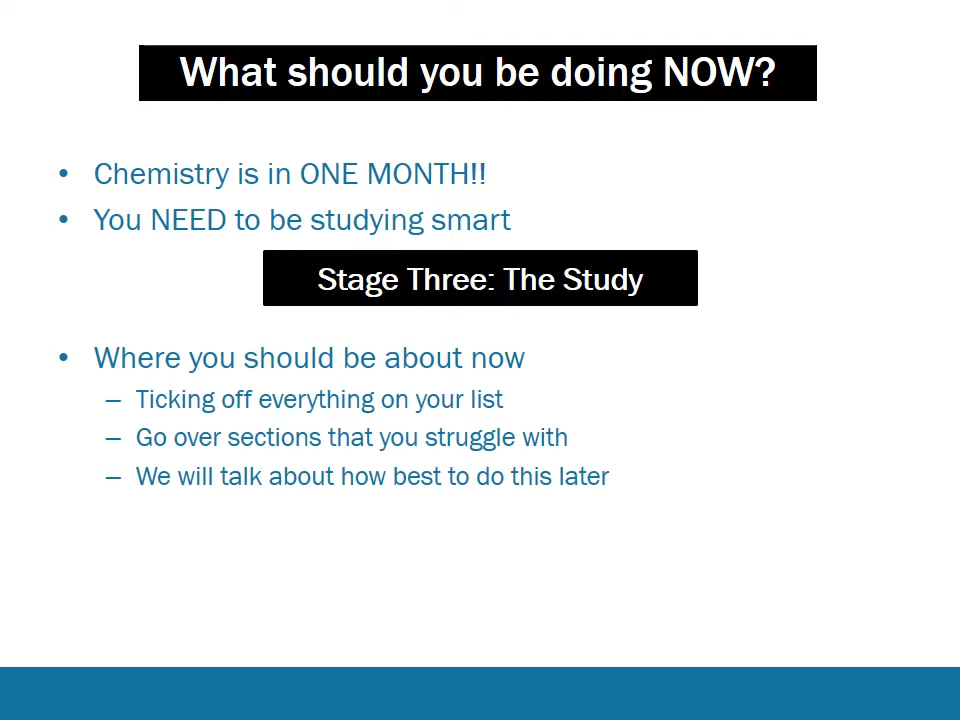 What should you be doing NOW?
• Chemistry is in ONE MONTH!!
• You NEED to be studying smart
Stage Three: The Study
• Where you should be about now
– Ticking off everything on your list
– Go over sections that you struggle with
– We will talk about how best to do this later